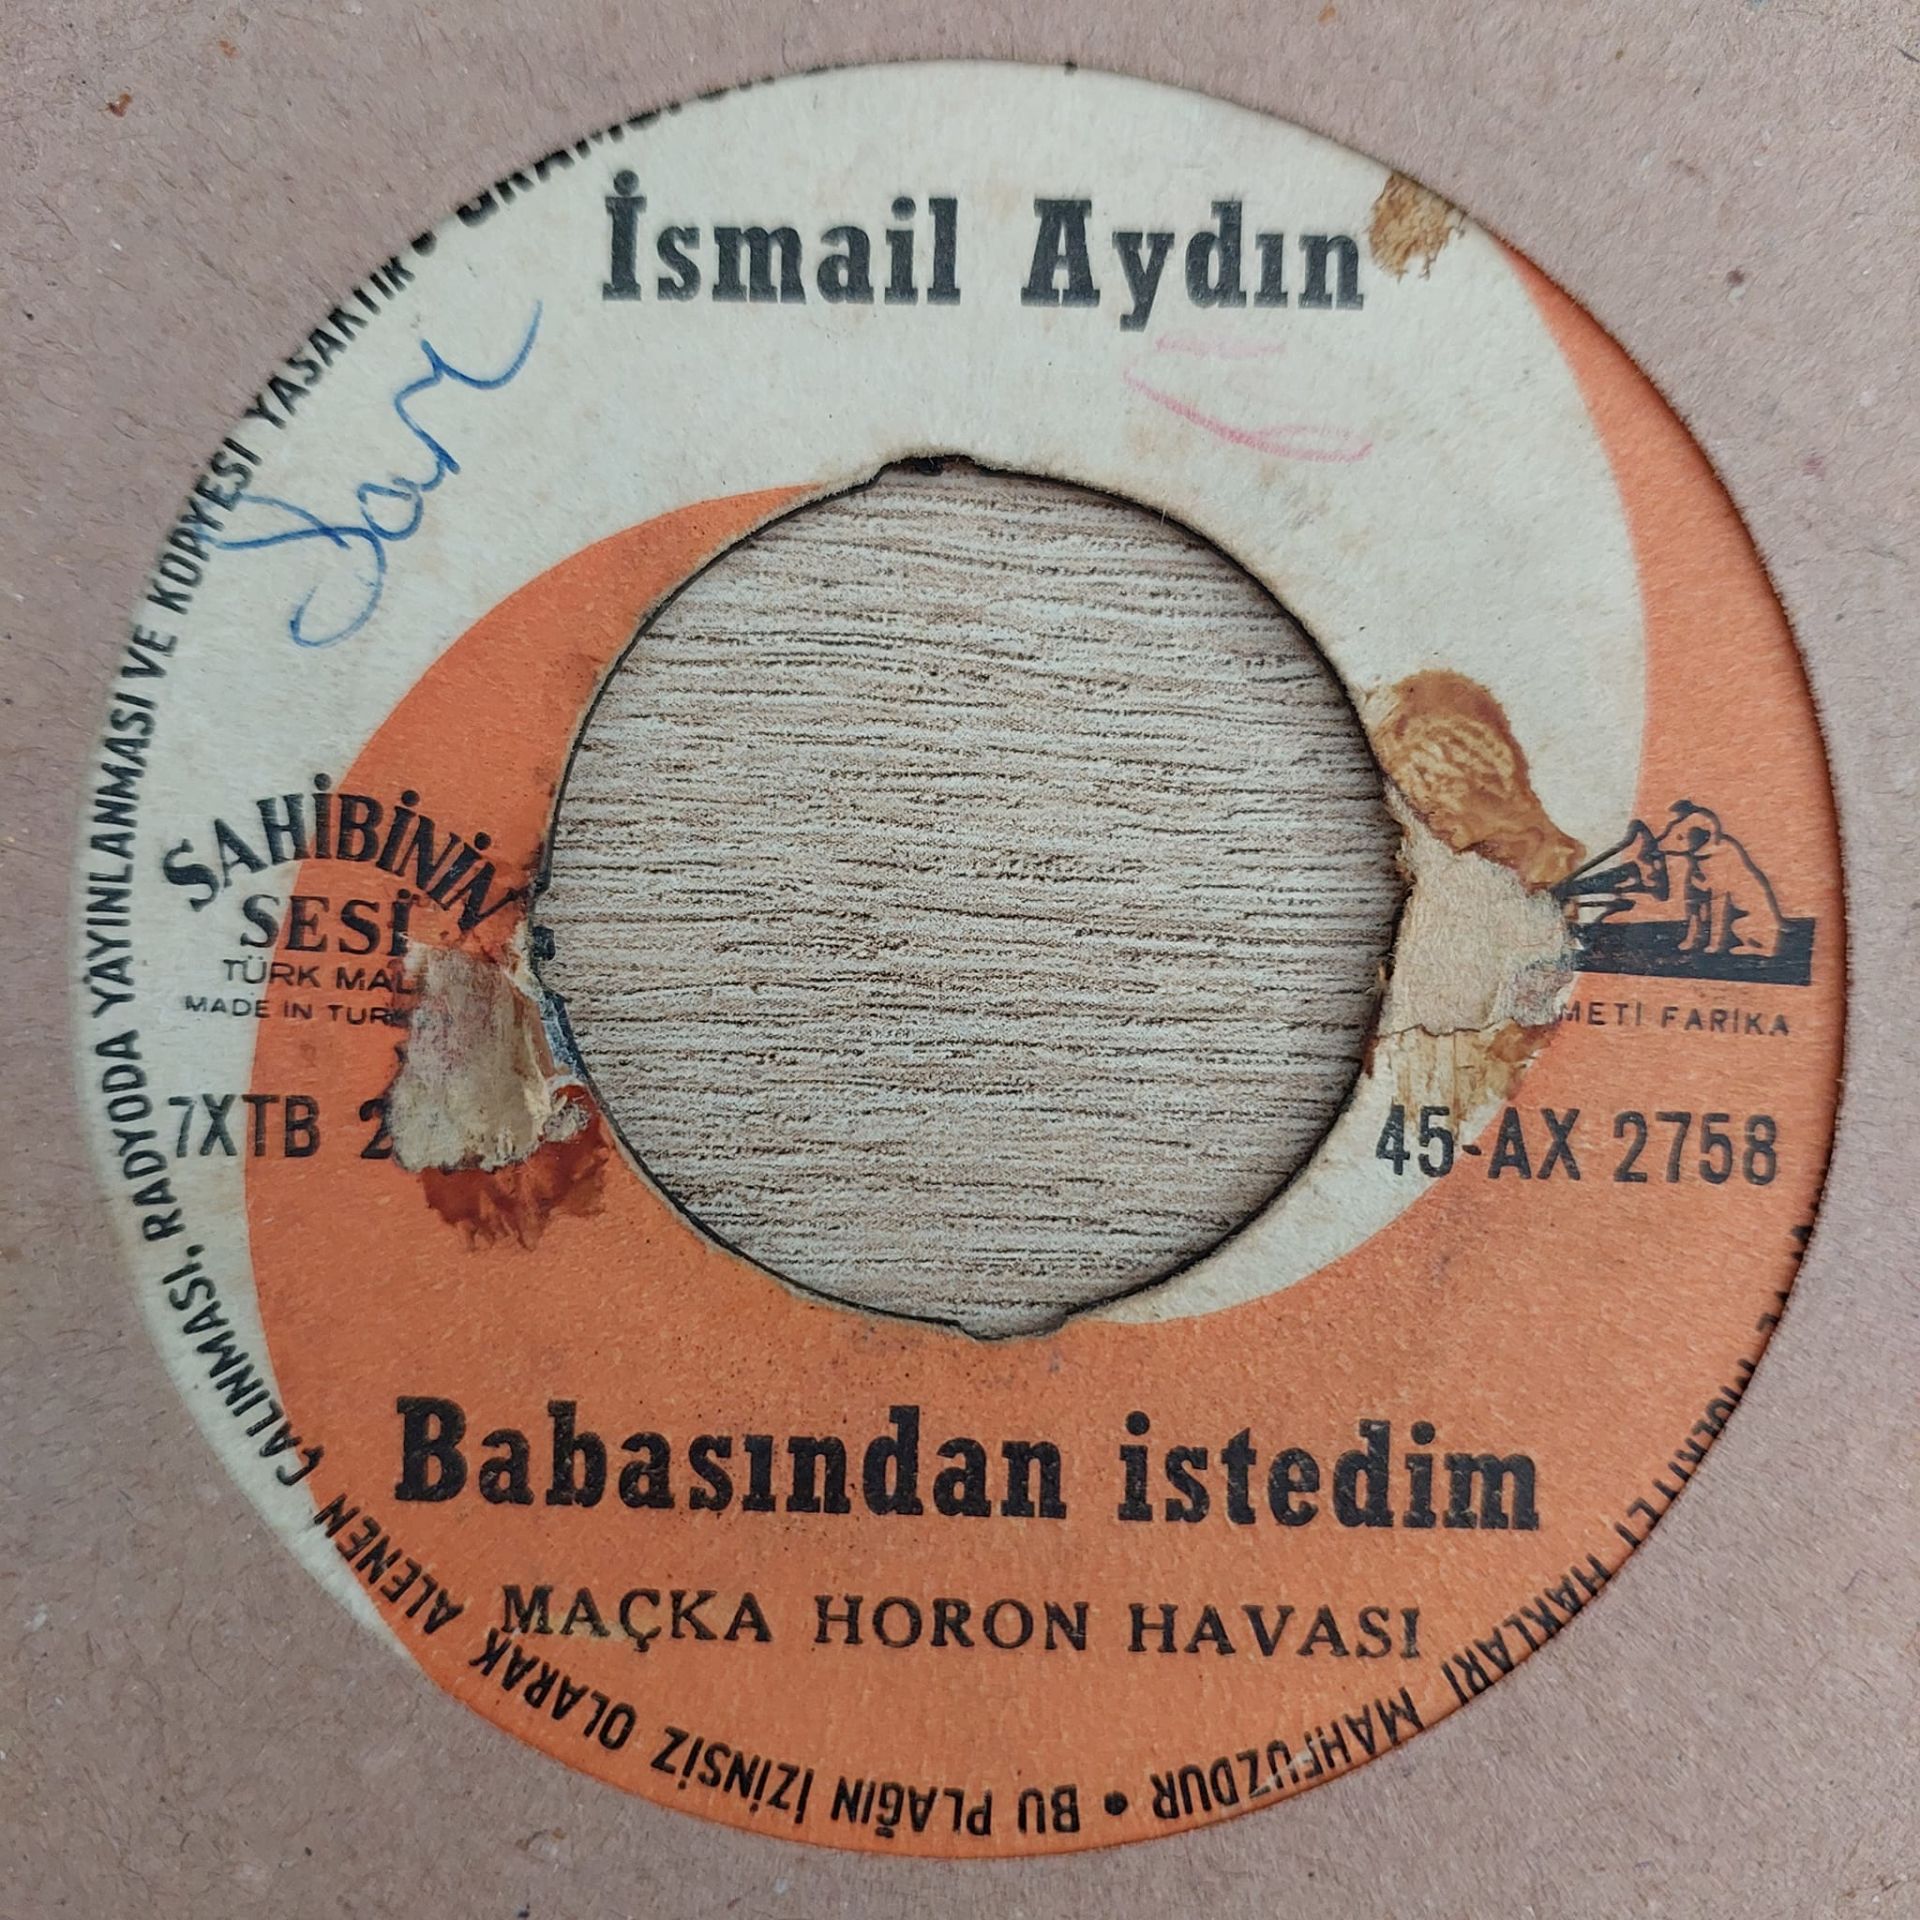 İsmail Aydın
SAHİBİNİN
SESİ
TÜRK MAL
MADE IN TUR
7XTB 2
METİ FARİKA
45-AX 2758
Babasından istedim
MAÇKA HORON HAVASI
HAKLARI MAHFUZDUR • BU PLAĞIN İZİNSİZ OLARAK ALENEN ÇALINMASI, RADYODA YAYINLANMASI VE KOPYESI YASAKTIR •